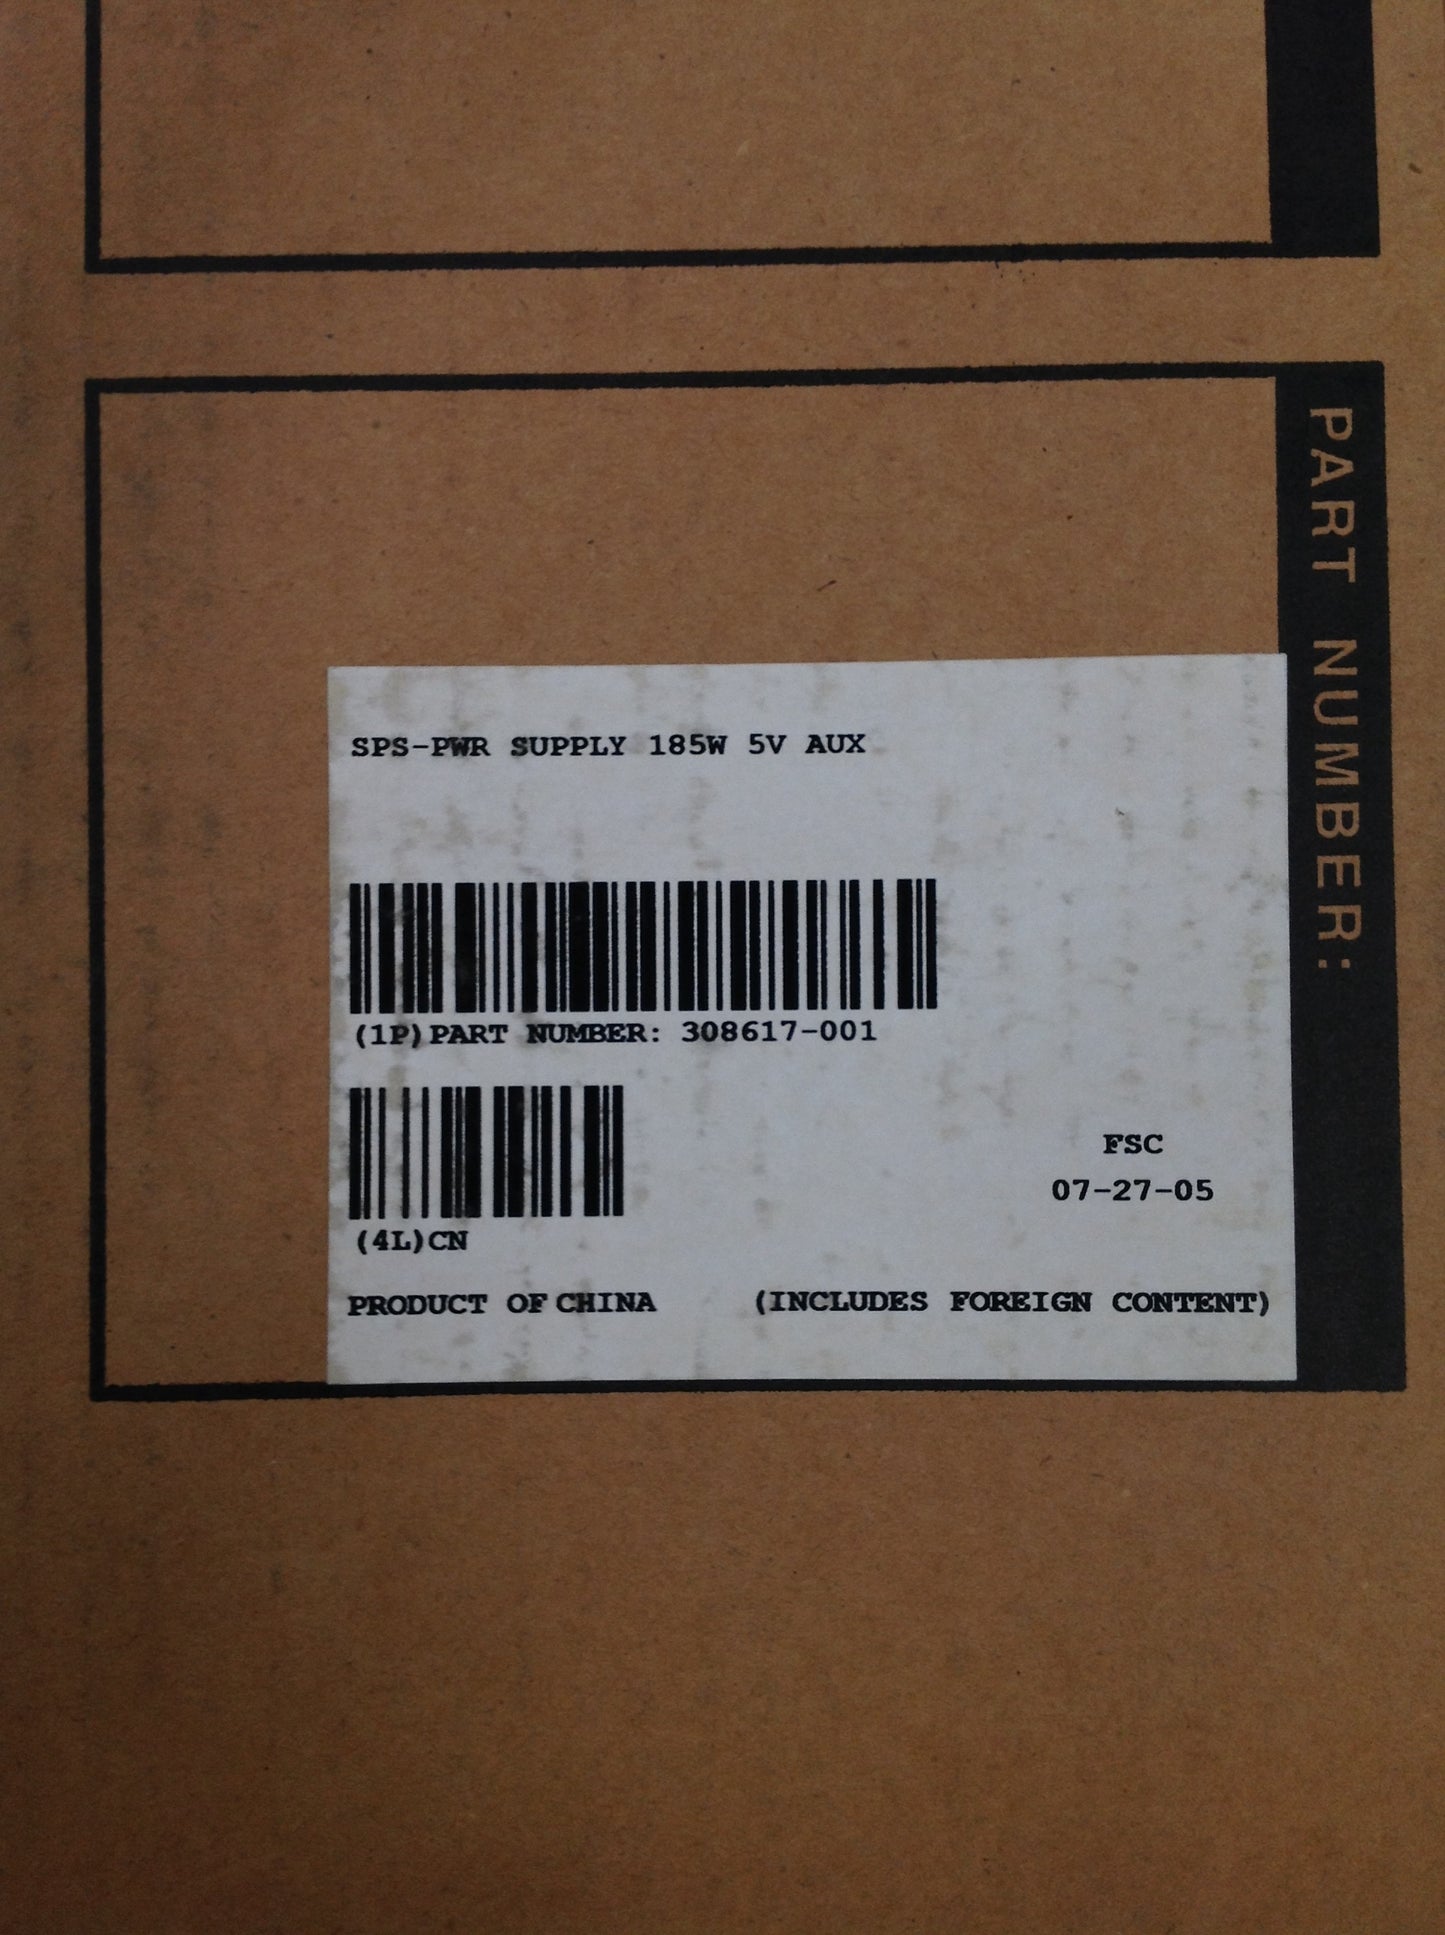 PART NUMBER:
SPS-PWR SUPPLY 185W 5V AUX
(1P)PART NUMBER: 308617-001
FSC
07-27-05
(4L)CN
PRODUCT OF CHINA (INCLUDES FOREIGN CONTENT)